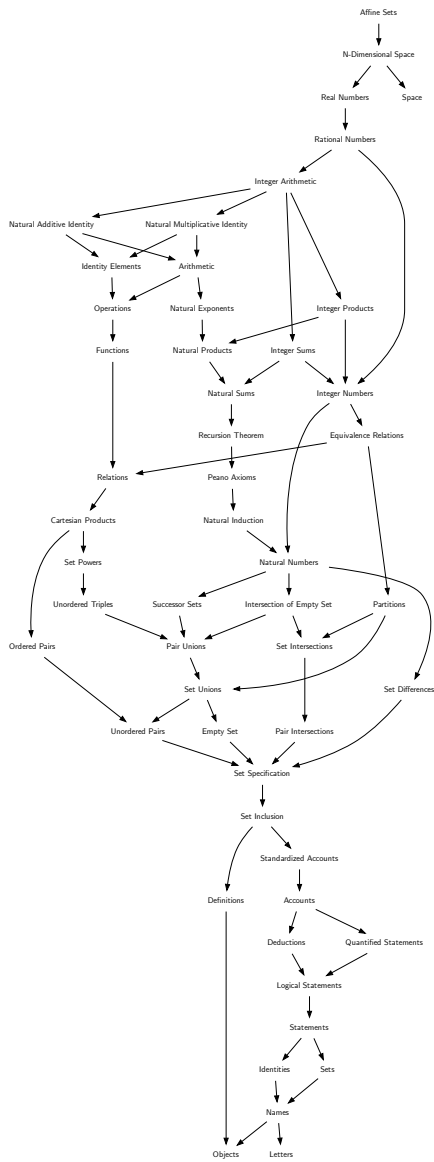 Affine Sets
N-Dimensional Space
Real Numbers Space
Rational Numbers
Integer Arithmetic
Natural Additive Identity Natural Multiplicative Identity
Identity Elements Arithmetic
Operations Natural Exponents Integer Products
Functions Natural Products Integer Sums
Natural Sums Integer Numbers
Recursion Theorem Equivalence Relations
Relations Peano Axioms
Cartesian Products Natural Induction
Set Powers Natural Numbers
Unordered Triples Successor Sets Intersection of Empty Set Partitions
Ordered Pairs Pair Unions Set Intersections
Set Unions Set Differences
Unordered Pairs Empty Set Pair Intersections
Set Specification
Set Inclusion
Standardized Accounts
Definitions Accounts
Deductions Quantified Statements
Logical Statements
Statements
Identities Sets
Names
Objects Letters